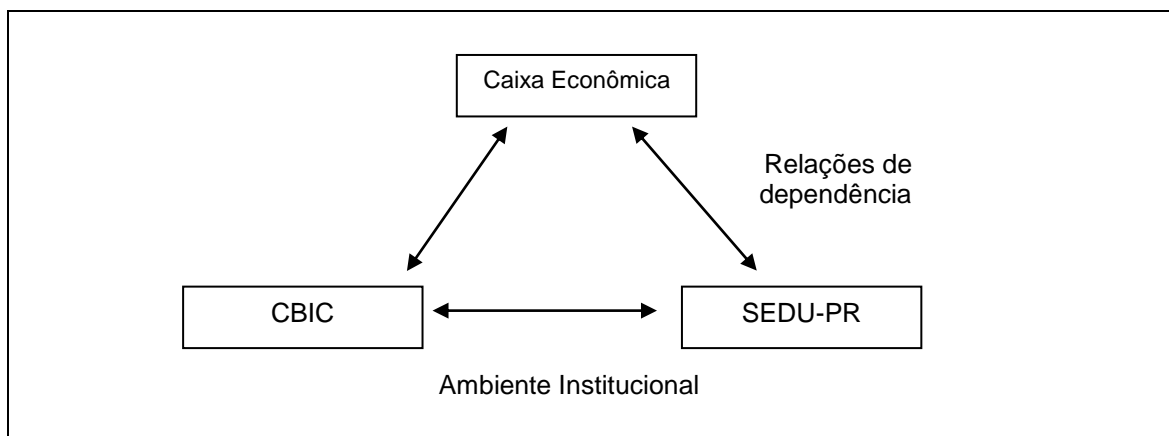 Caixa Econômica
Relações de
dependência
CBIC
SEDU-PR
Ambiente Institucional